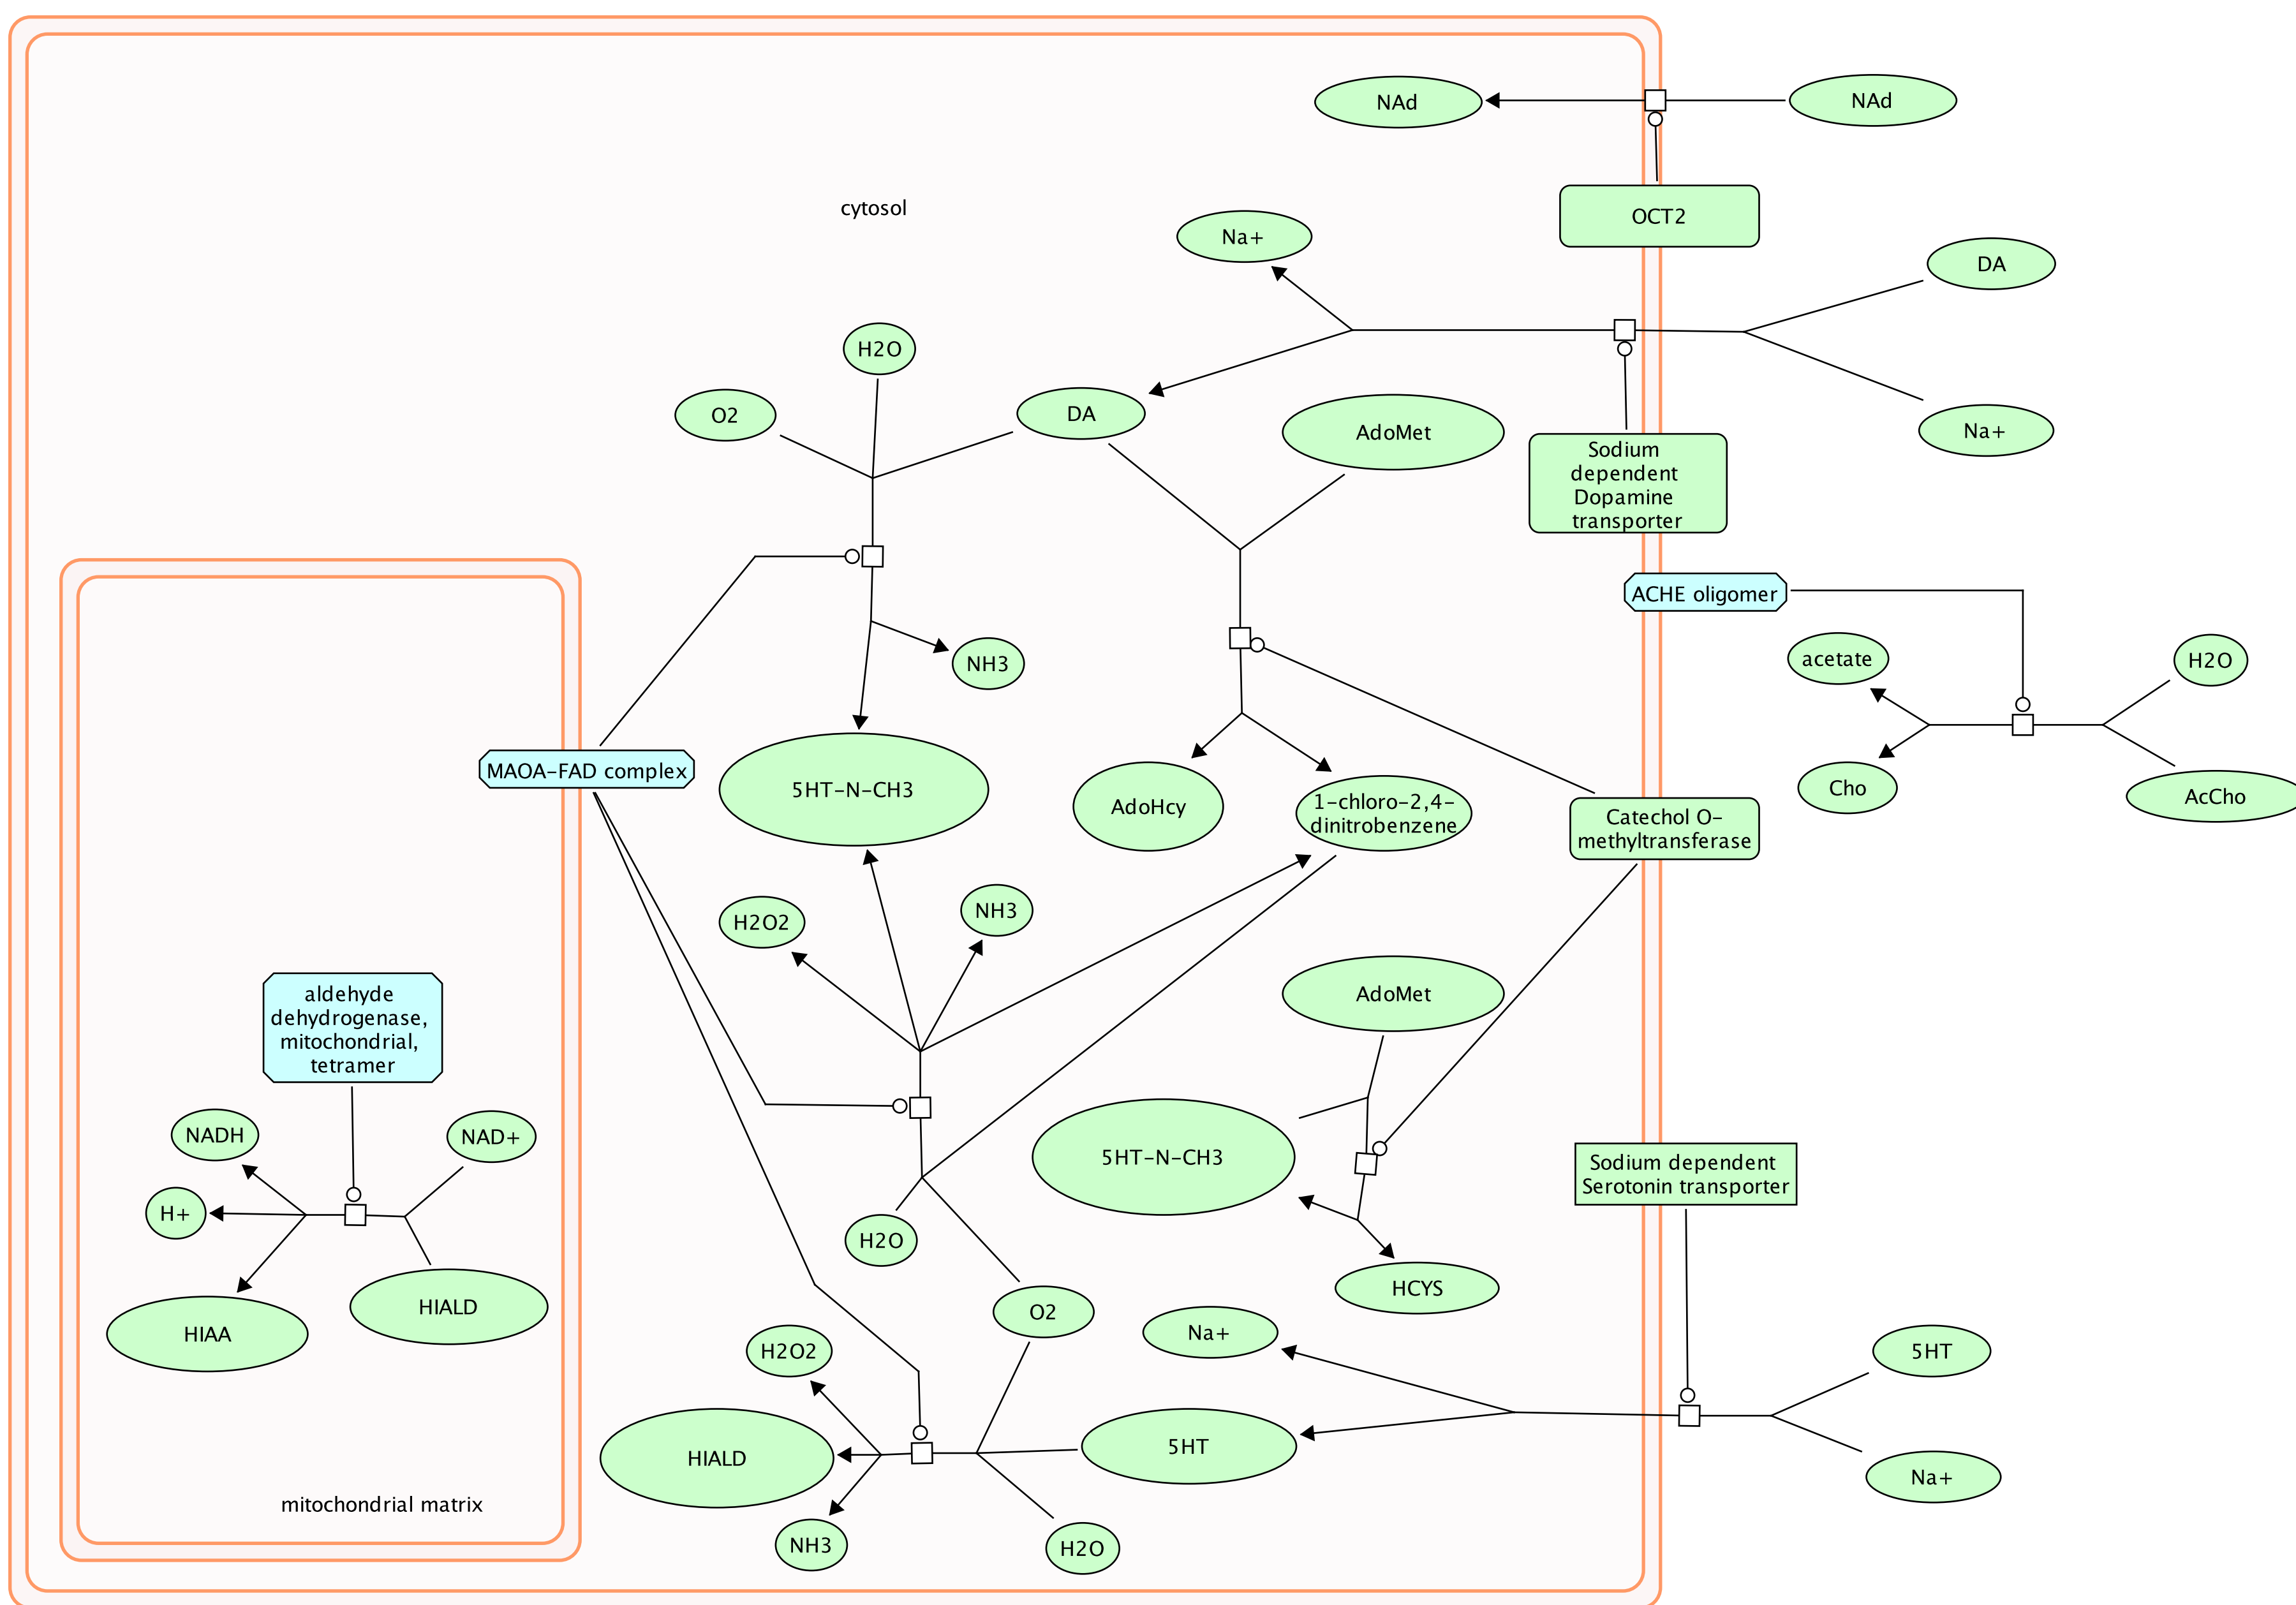 NAd
NAd
cytosol
OCT2
Na+
DA
H2O
O2
DA
AdoMet
Na+
Sodium
dependent
Dopamine
transporter
ACHE oligomer
acetate
H2O
NH3
MAOA-FAD complex
5HT-N-CH3
AdoHcy
1-chloro-2,4-
dinitrobenzene
Catechol O-
methyltransferase
Cho
AcCho
H2O2
NH3
AdoMet
aldehyde
dehydrogenase,
mitochondrial,
tetramer
NADH
NAD+
5HT-N-CH3
Sodium dependent
Serotonin transporter
H+
H2O
HIAA
HIALD
O2
HCYS
Na+
H2O2
5HT
HIALD
5HT
Na+
mitochondrial matrix
NH3
H2O